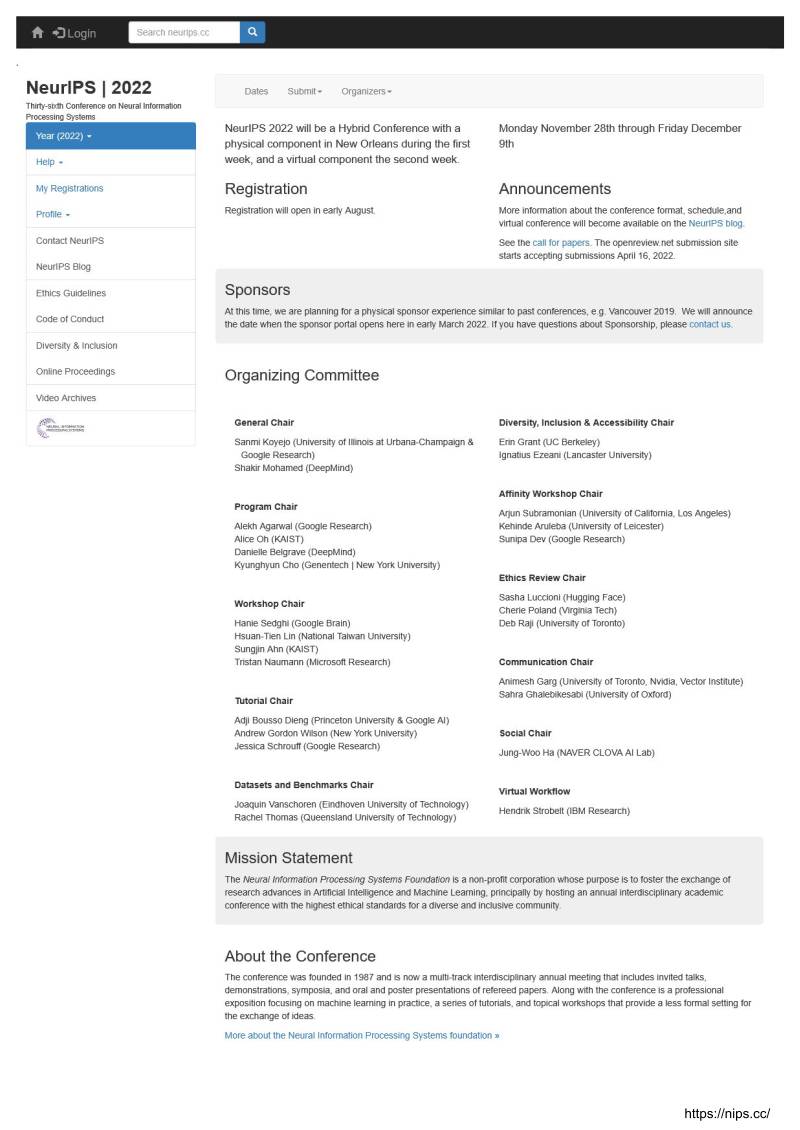 Login
Search neurips.cc
.
NeurIPS | 2022
Thirty-sixth Conference on Neural Information
Processing Systems
Year (2022)
Help
My Registrations
Profile
Contact NeurIPS
NeurIPS Blog
Ethics Guidelines
Code of Conduct
Diversity & Inclusion
Online Proceedings
Video Archives
NEURAL INFORMATION
PROCESSING SYSTEMS
Dates Submit Organizers
NeurIPS 2022 will be a Hybrid Conference with a
physical component in New Orleans during the first
week, and a virtual component the second week.
Monday November 28th through Friday December
9th
Registration
Registration will open in early August.
Announcements
More information about the conference format, schedule,and
virtual conference will become available on the NeurIPS blog.
See the call for papers. The openreview.net submission site
starts accepting submissions April 16, 2022.
Sponsors
At this time, we are planning for a physical sponsor experience similar to past conferences, e.g. Vancouver 2019. We will announce
the date when the sponsor portal opens here in early March 2022. If you have questions about Sponsorship, please contact us.
Organizing Committee
General Chair
Sanmi Koyejo (University of Illinois at Urbana-Champaign &
Google Research)
Shakir Mohamed (DeepMind)
Program Chair
Alekh Agarwal (Google Research)
Alice Oh (KAIST)
Danielle Belgrave (DeepMind)
Kyunghyun Cho (Genentech | New York University)
Workshop Chair
Hanie Sedghi (Google Brain)
Hsuan-Tien Lin (National Taiwan University)
Sungjin Ahn (KAIST)
Tristan Naumann (Microsoft Research)
Tutorial Chair
Adji Bousso Dieng (Princeton University & Google AI)
Andrew Gordon Wilson (New York University)
Jessica Schrouff (Google Research)
Datasets and Benchmarks Chair
Joaquin Vanschoren (Eindhoven University of Technology)
Rachel Thomas (Queensland University of Technology)
Diversity, Inclusion & Accessibility Chair
Erin Grant (UC Berkeley)
Ignatius Ezeani (Lancaster University)
Affinity Workshop Chair
Arjun Subramonian (University of California, Los Angeles)
Kehinde Aruleba (University of Leicester)
Sunipa Dev (Google Research)
Ethics Review Chair
Sasha Luccioni (Hugging Face)
Cherie Poland (Virginia Tech)
Deb Raji (University of Toronto)
Communication Chair
Animesh Garg (University of Toronto, Nvidia, Vector Institute)
Sahra Ghalebikesabi (University of Oxford)
Social Chair
Jung-Woo Ha (NAVER CLOVA AI Lab)
Virtual Workflow
Hendrik Strobelt (IBM Research)
Mission Statement
The Neural Information Processing Systems Foundation is a non-profit corporation whose purpose is to foster the exchange of
research advances in Artificial Intelligence and Machine Learning, principally by hosting an annual interdisciplinary academic
conference with the highest ethical standards for a diverse and inclusive community.
About the Conference
The conference was founded in 1987 and is now a multi-track interdisciplinary annual meeting that includes invited talks,
demonstrations, symposia, and oral and poster presentations of refereed papers. Along with the conference is a professional
exposition focusing on machine learning in practice, a series of tutorials, and topical workshops that provide a less formal setting for
the exchange of ideas.
More about the Neural Information Processing Systems foundation »
https://nips.cc/